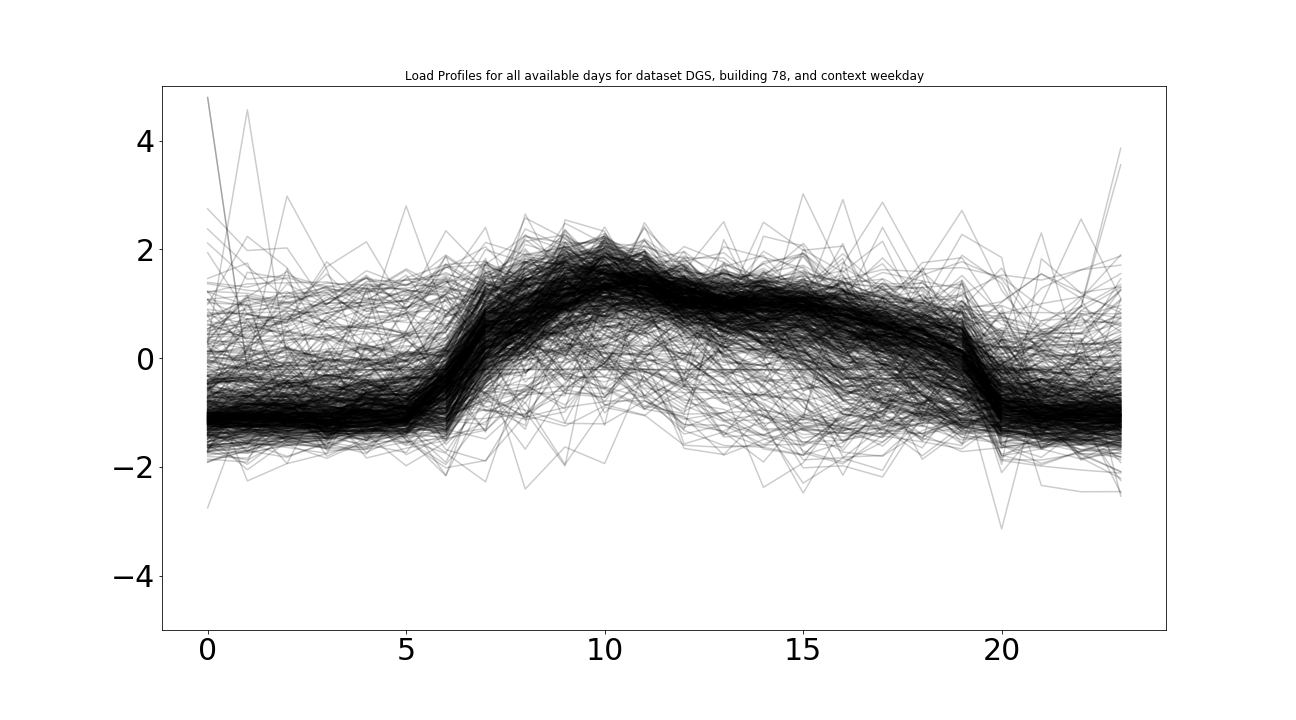 Load Profiles for all available days for dataset DGS, building 78, and context weekday
4
2
0
−2
−4
0 5 10 15 20